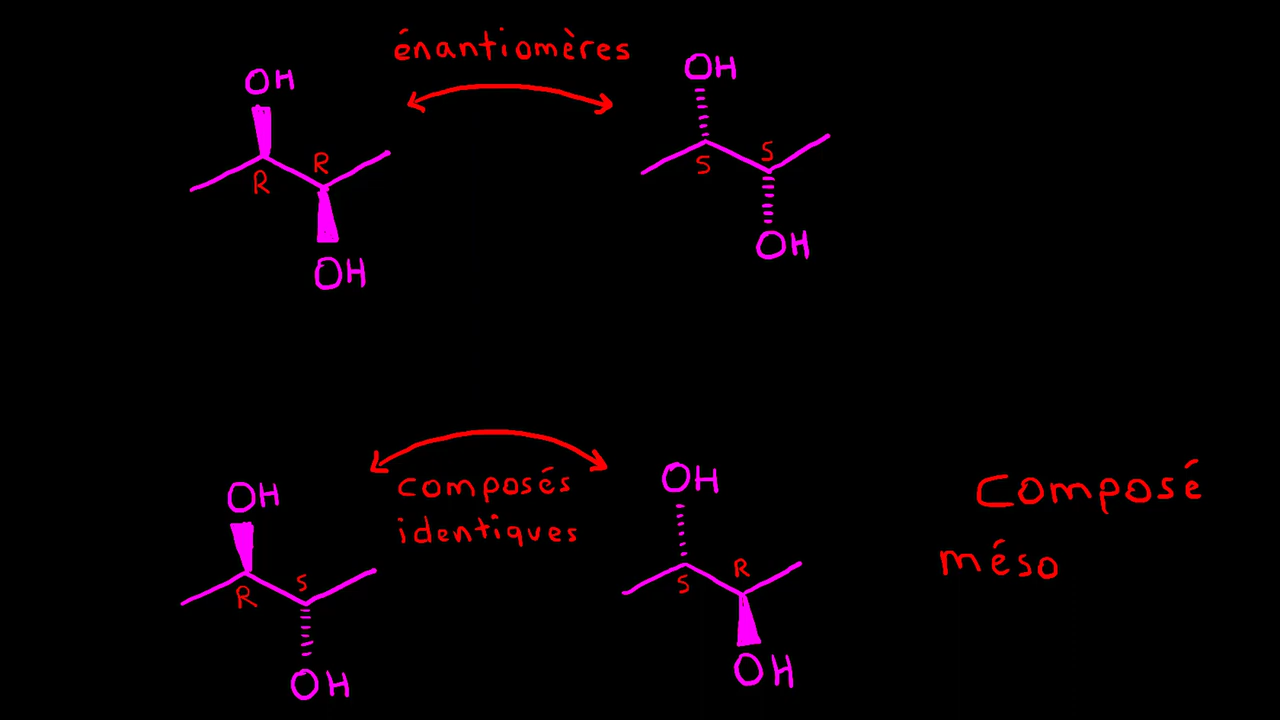 énantiomères
OH
OH
R
S
R
S
OH
OH
composés
identiques
OH
OH
Composé
méso
S
R
R
S
OH
OH